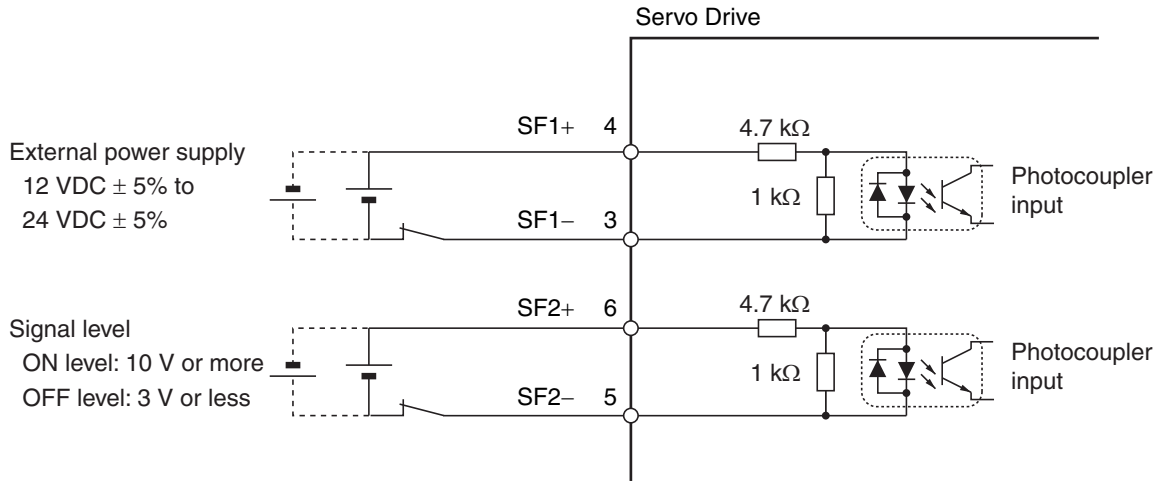 Servo Drive
External power supply
12 VDC ± 5% to
24 VDC ± 5%
SF1+ 4
4.7 kΩ
1 kΩ
SF1− 3
Photocoupler
input
Signal level
ON level: 10 V or more
OFF level: 3 V or less
SF2+ 6
4.7 kΩ
1 kΩ
SF2− 5
Photocoupler
input